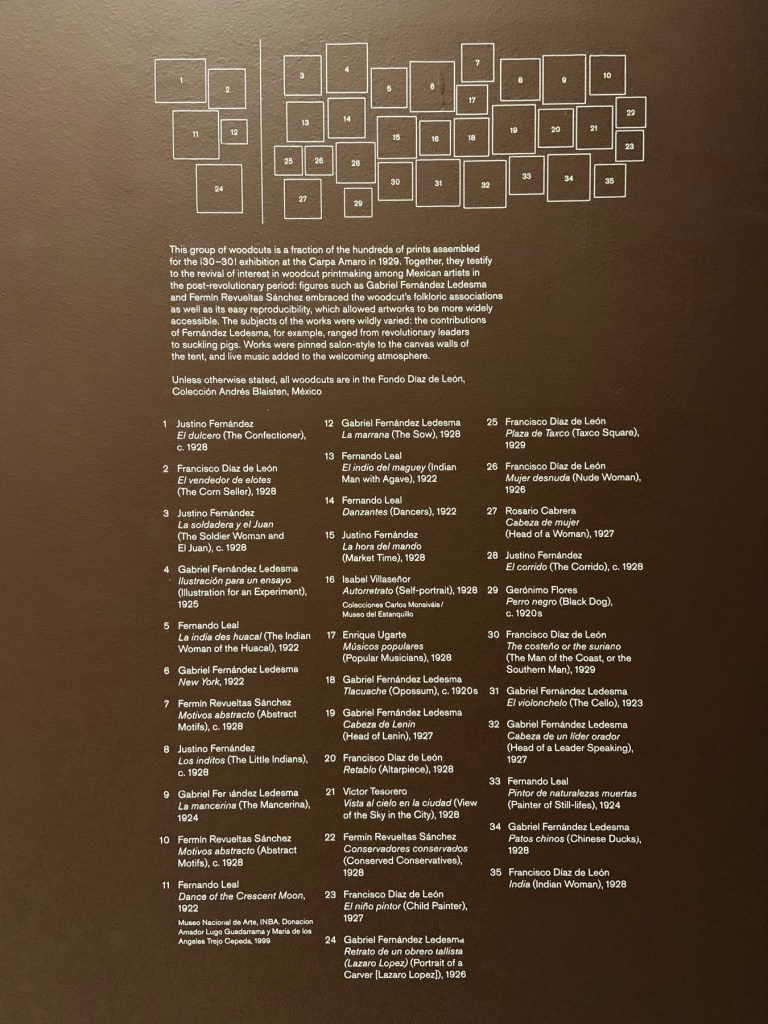 1
2
3
4
5
6
7
8
9
10
11
12
13
14
15
16
17
18
19
20
21
22
23
24
25
26
27
28
29
30
31
32
33
34
35
This group of woodcuts is a fraction of the hundreds of prints assembled
for the ¡30–30! exhibition at the Carpa Amaro in 1929. Together, they testify
to the revival of interest in woodcut printmaking among Mexican artists in
the post-revolutionary period: figures such as Gabriel Fernández Ledesma
and Fermín Revueltas Sánchez embraced the woodcut's folkloric associations
as well as its easy reproducibility, which allowed artworks to be more widely
accessible. The subjects of the works were wildly varied: the contributions
of Fernández Ledesma, for example, ranged from revolutionary leaders
to suckling pigs. Works were pinned salon-style to the canvas walls of
the tent, and live music added to the welcoming atmosphere.
Unless otherwise stated, all woodcuts are in the Fondo Díaz de León,
Colección Andrés Blaisten, México
1 Justino Fernández
El dulcero (The Confectioner),
c. 1928
2 Francisco Díaz de León
El vendedor de elotes
(The Corn Seller), 1928
3 Justino Fernández
La soldadera y el Juan
(The Soldier Woman and
El Juan), c. 1928
4 Gabriel Fernández Ledesma
Ilustración para un ensayo
(Illustration for an Experiment),
1925
5 Fernando Leal
La india des huacal (The Indian
Woman of the Huacal), 1922
6 Gabriel Fernández Ledesma
New York, 1922
7 Fermín Revueltas Sánchez
Motivos abstracto (Abstract
Motifs), c. 1928
8 Justino Fernández
Los inditos (The Little Indians),
c. 1928
9 Gabriel Fernández Ledesma
La mancerina (The Mancerina),
1924
10 Fermín Revueltas Sánchez
Motivos abstracto (Abstract
Motifs), c. 1928
11 Fernando Leal
Dance of the Crescent Moon,
1922
Museo Nacional de Arte, INBA. Donacion
Amador Lugo Guadarrama y Maria de los
Angeles Trejo Cepeda, 1999
12 Gabriel Fernández Ledesma
La marrana (The Sow), 1928
13 Fernando Leal
El indio del maguey (Indian
Man with Agave), 1922
14 Fernando Leal
Danzantes (Dancers), 1922
15 Justino Fernández
La hora del mando
(Market Time), 1928
16 Isabel Villaseñor
Autorretrato (Self-portrait), 1928
Colecciones Carlos Monsiváis/
Museo del Estanquillo
17 Enrique Ugarte
Músicos populares
(Popular Musicians), 1928
18 Gabriel Fernández Ledesma
Tlacuache (Opossum), c. 1920s
19 Gabriel Fernández Ledesma
Cabeza de Lenin
(Head of Lenin), 1927
20 Francisco Díaz de León
Retablo (Altarpiece), 1928
21 Víctor Tesorero
Vista al cielo en la ciudad (View
of the Sky in the City), 1928
22 Fermín Revueltas Sánchez
Conservadores conservados
(Conserved Conservatives),
1928
23 Francisco Díaz de León
El niño pintor (Child Painter),
1927
24 Gabriel Fernández Ledesma
Retrato de un obrero tallista
(Lazaro Lopez) (Portrait of a
Carver [Lazaro Lopez]), 1926
25 Francisco Díaz de León
Plaza de Taxco (Taxco Square),
1929
26 Francisco Díaz de León
Mujer desnuda (Nude Woman),
1926
27 Rosario Cabrera
Cabeza de mujer
(Head of a Woman), 1927
28 Justino Fernández
El corrido (The Corrido), c. 1928
29 Gerónimo Flores
Perro negro (Black Dog),
c. 1920s
30 Francisco Díaz de León
The costeño or the suriano
(The Man of the Coast, or the
Southern Man), 1929
31 Gabriel Fernández Ledesma
El violonchelo (The Cello), 1923
32 Gabriel Fernández Ledesma
Cabeza de un líder orador
(Head of a Leader Speaking),
1927
33 Fernando Leal
Pintor de naturalezas muertas
(Painter of Still-lifes), 1924
34 Gabriel Fernández Ledesma
Patos chinos (Chinese Ducks),
1928
35 Francisco Díaz de León
India (Indian Woman), 1928